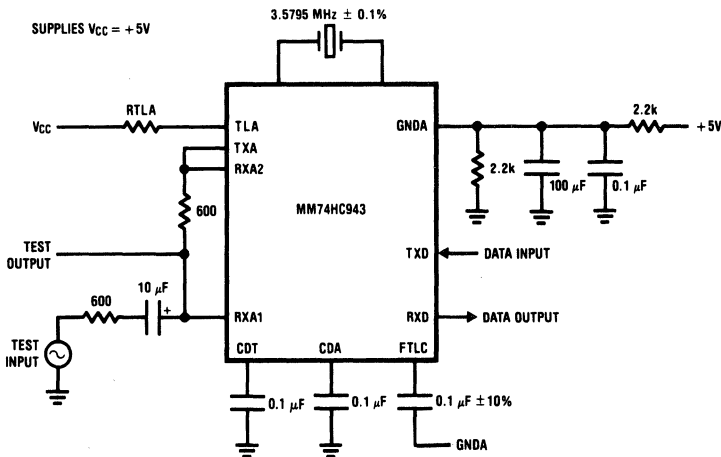 3.5795 MHz ± 0.1%
SUPPLIES VCC = +5V
RTLA
VCC
TLA
TXA
RXA2
GNDA
2.2k
+5V
2.2k
100 µF
0.1 µF
MM74HC943
600
TEST
OUTPUT
TXD
DATA INPUT
10 µF
600
+
RXA1
RXD
DATA OUTPUT
TEST
INPUT
CDT
CDA
FTLC
0.1 µF
0.1 µF
0.1 µF ±10%
GNDA